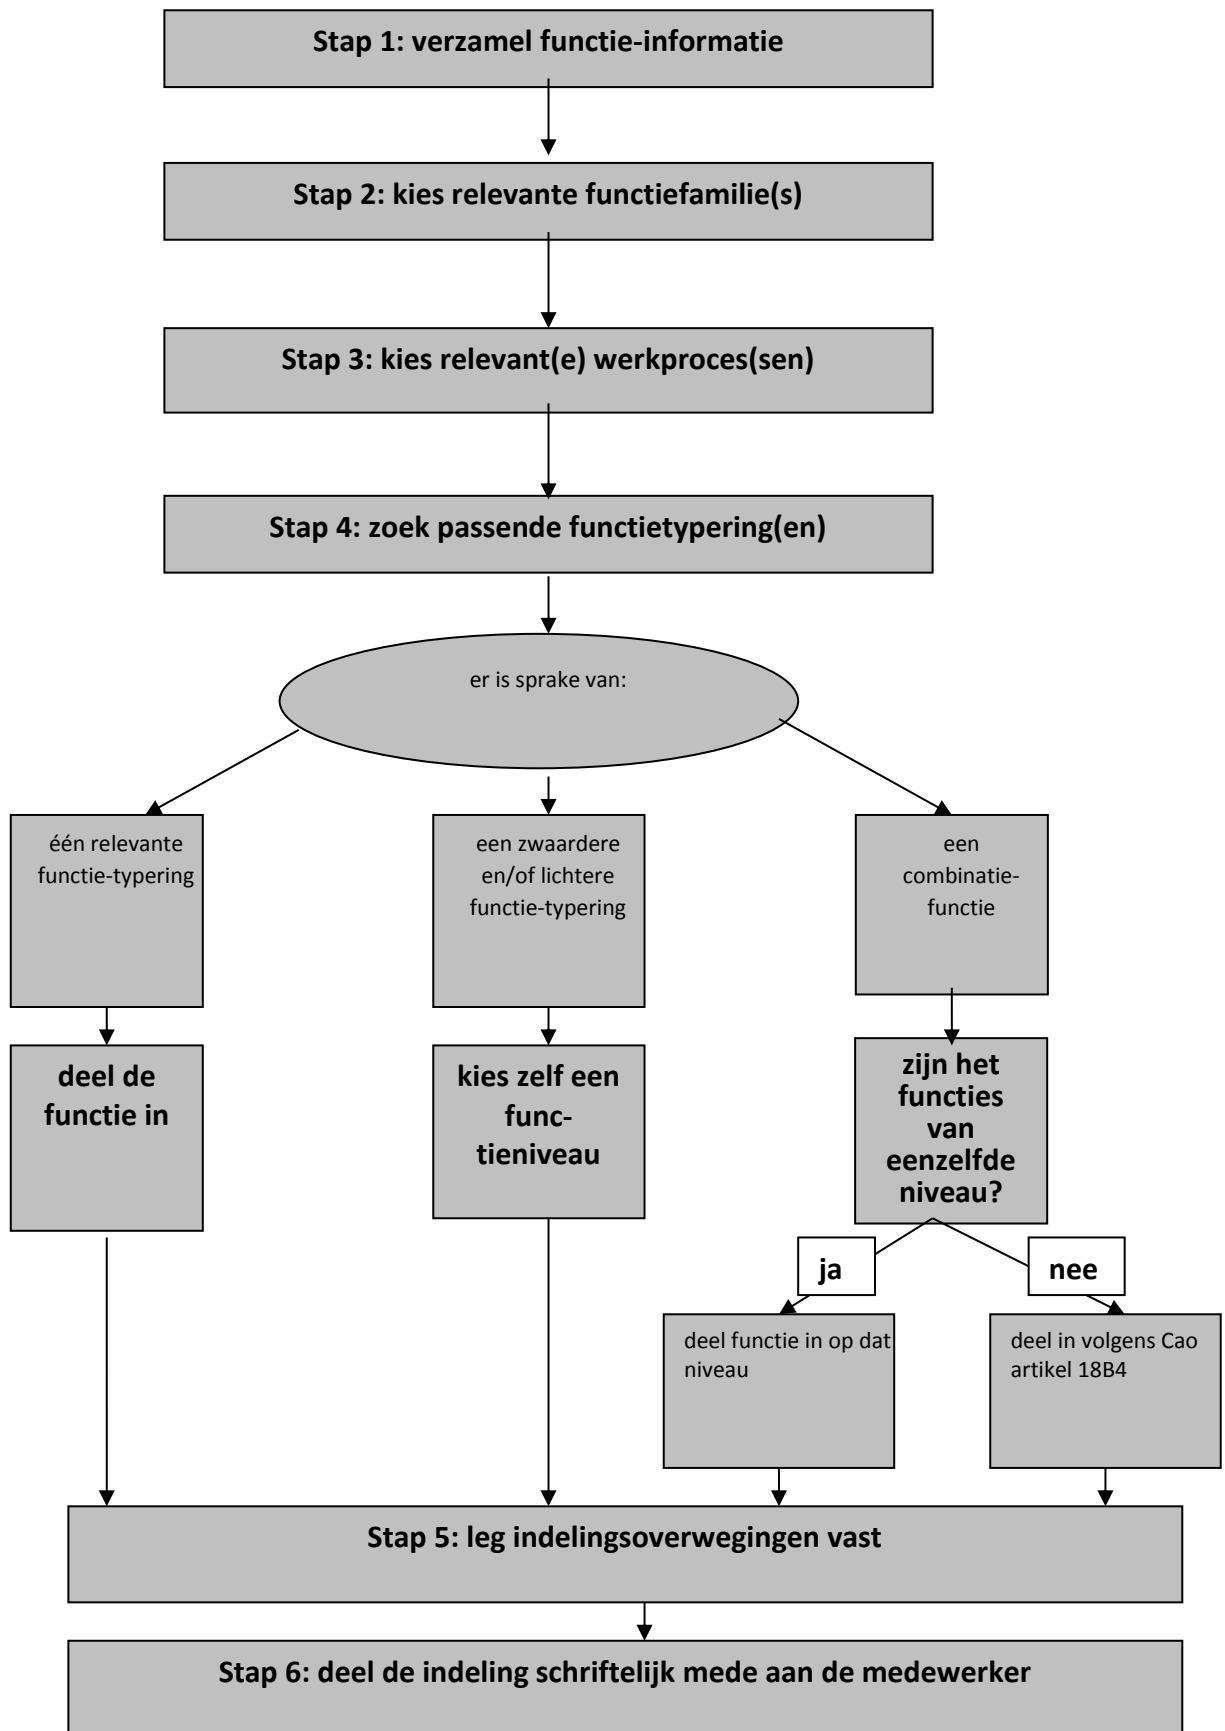 Stap 1: verzamel functie-informatie
Stap 2: kies relevante functiefamilie(s)
Stap 3: kies relevant(e) werkproces(sen)
Stap 4: zoek passende functietypering(en)
er is sprake van:
één relevante
functie-typering
een zwaardere
en/of lichtere
functie-typering
een
combinatie-
functie
deel de
functie in
kies zelf een
func-
tieniveau
zijn het
functies
van
eenzelfde
niveau?
ja
nee
deel functie in op dat
niveau
deel in volgens Cao
artikel 18B4
Stap 5: leg indelingsoverwegingen vast
Stap 6: deel de indeling schriftelijk mede aan de medewerker